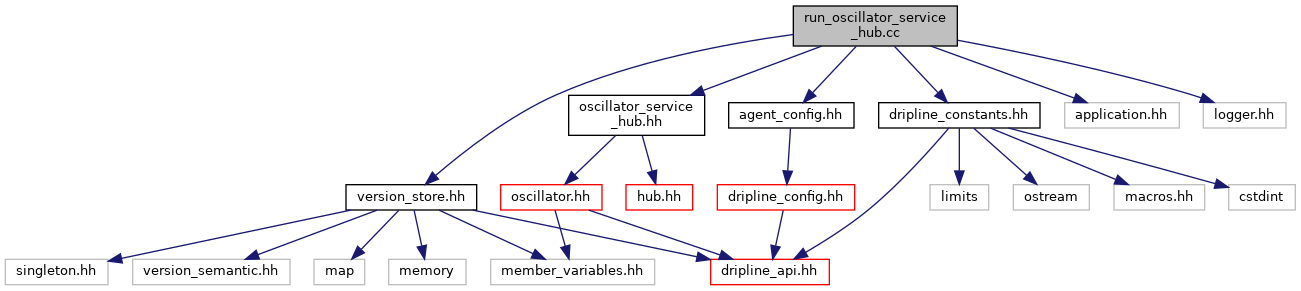 run_oscillator_service
_hub.cc
oscillator_service
_hub.hh
agent_config.hh
dripline_constants.hh
application.hh
logger.hh
version_store.hh
oscillator.hh
hub.hh
dripline_config.hh
limits
ostream
macros.hh
cstdint
singleton.hh
version_semantic.hh
map
memory
member_variables.hh
dripline_api.hh